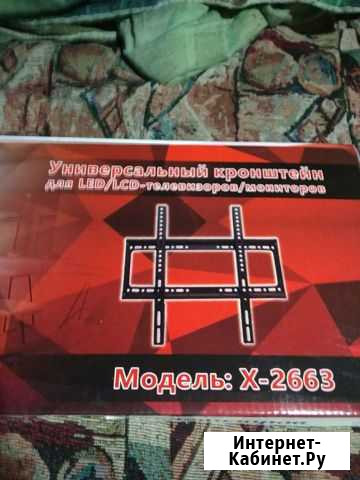 Универсальный кронштейн
для LED/LCD-телевизоров/мониторов
Модель: X-2663
Интернет-
Кабинет.Ру